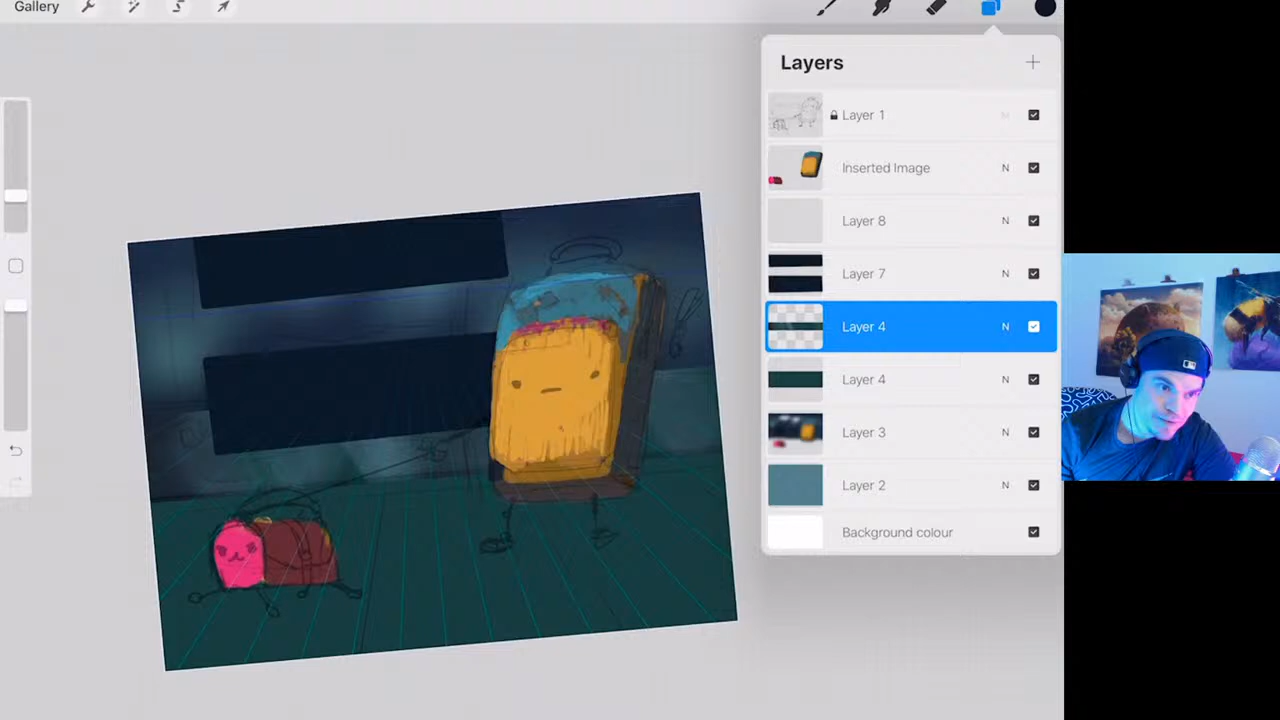 Gallery
Layers
Layer 1 M
Inserted Image N
Layer 8 N
Layer 7 N
Layer 4 N
Layer 4 N
Layer 3 N
Layer 2 N
Background colour